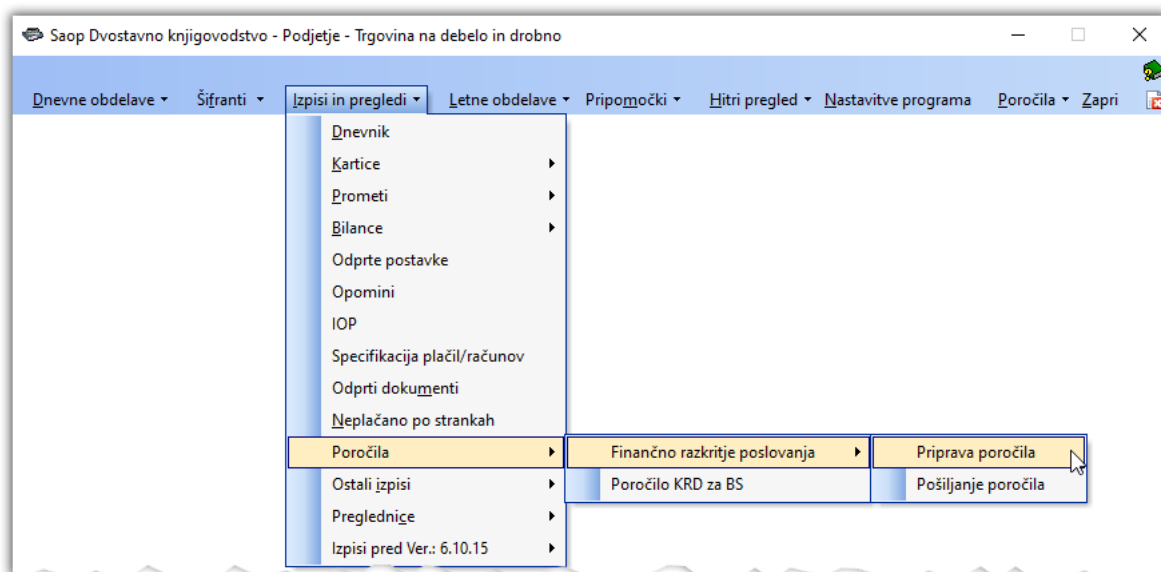 Saop Dvostavno knjigovodstvo - Podjetje - Trgovina na debelo in drobno
Dnevne obdelave Šifranti Izpisi in pregledi Letne obdelave Pripomočki Hitri pregled Nastavitve programa Poročila Zapri
Dnevnik
Kartice
Prometi
Bilance
Odprte postavke
Opomini
IOP
Specifikacija plačil/računov
Odprti dokumenti
Neplačano po strankah
Poročila Finančno razkritje poslovanja Priprava poročila
Ostali izpisi Poročilo KRD za BS Pošiljanje poročila
Preglednice
Izpisi pred Ver.: 6.10.15